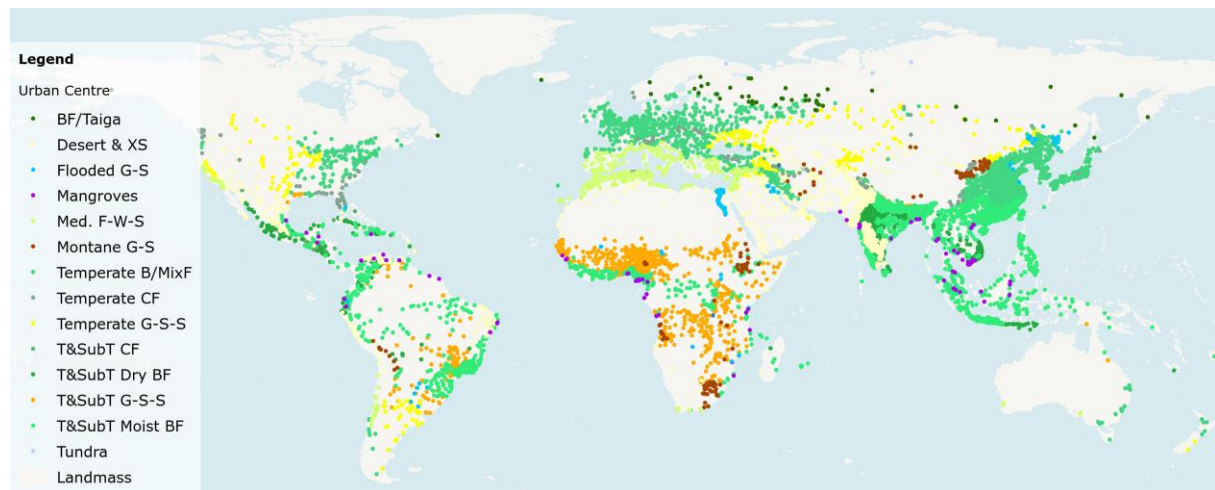 Legend
Urban Centre
BF/Taiga
Desert & XS
Flooded G-S
Mangroves
Med. F-W-S
Montane G-S
Temperate B/MixF
Temperate CF
Temperate G-S-S
T&SubT CF
T&SubT Dry BF
T&SubT G-S-S
T&SubT Moist BF
Tundra
Landmass